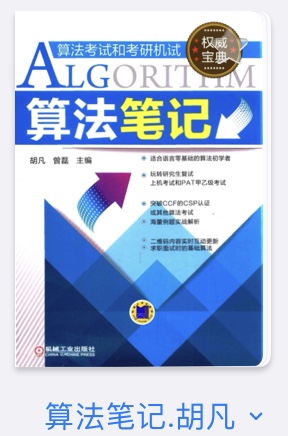 算法考试和考研机试
权威
宝典
ALGORITHM
算法笔记
胡凡 曾磊 主编
适合语言零基础的算法初学者
玩转研究生复试
上机考试和PAT甲乙级考试
突破CCF的CSP认证
或其他算法考试
海量例题实战解析
二维码内容实时互动更新
求职面试时的基础算法
机械工业出版社
CHINA MACHINE PRESS
算法笔记.胡凡